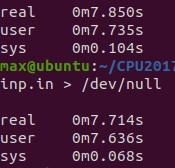 real 0m7.850s
user 0m7.735s
sys 0m0.104s
max@ubuntu:~/CPU2017
inp.in > /dev/null

real 0m7.714s
user 0m7.636s
sys 0m0.068s